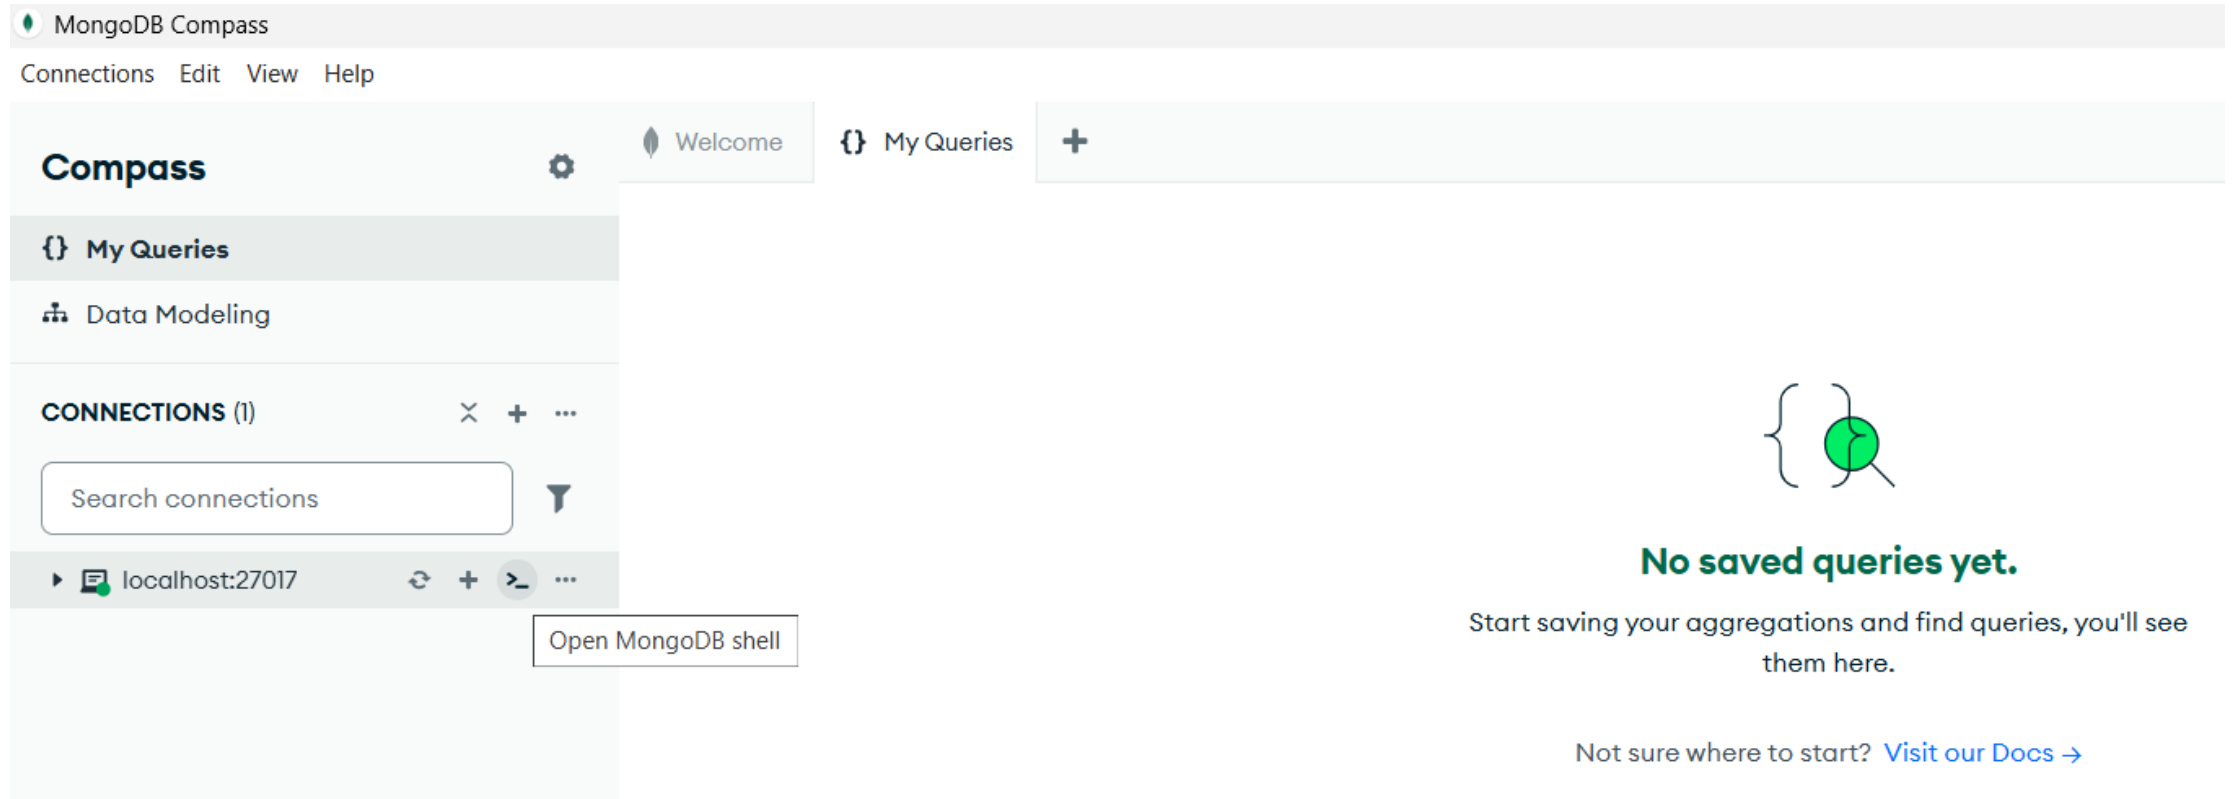 MongoDB Compass
Connections Edit View Help
Compass
{} My Queries
Data Modeling
CONNECTIONS (1)
Search connections
localhost:27017
Open MongoDB shell
Welcome
{} My Queries
No saved queries yet.
Start saving your aggregations and find queries, you'll see
them here.
Not sure where to start? Visit our Docs →